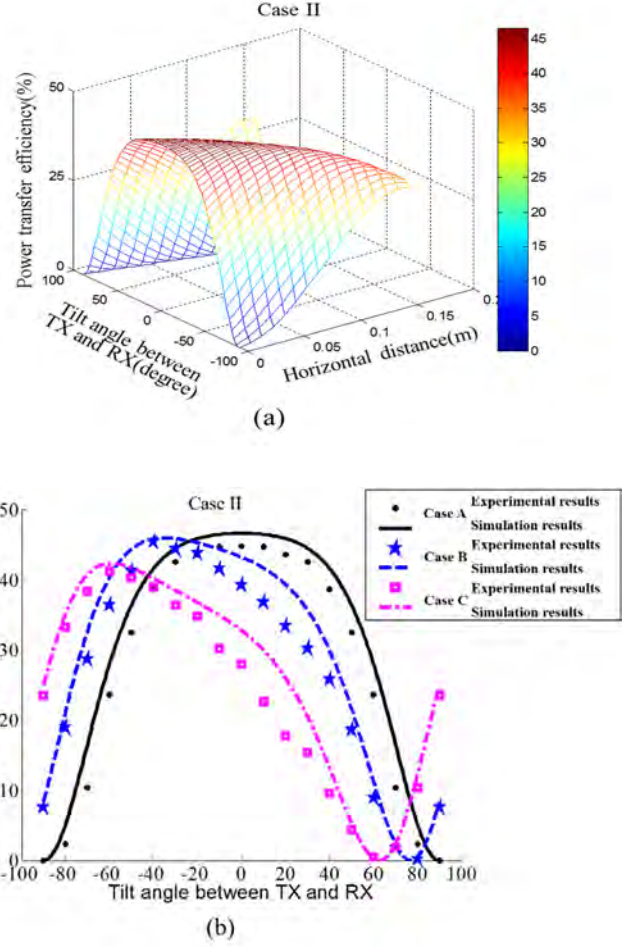 Case II
Power transfer efficiency(%)
50
25
0
100
50
0
-50
-100
Tilt angle between
TX and RX(degree)
0
0.05
0.1
0.15
0.2
Horizontal distance(m)
45
40
35
30
25
20
15
10
5
0
(a)
Case II
50
40
30
20
10
0
-100
-80
-60
-40
-20
0
20
40
60
80
100
Tilt angle between TX and RX
Case A
Experimental results
Simulation results
Case B
Experimental results
Simulation results
Case C
Experimental results
Simulation results
(b)